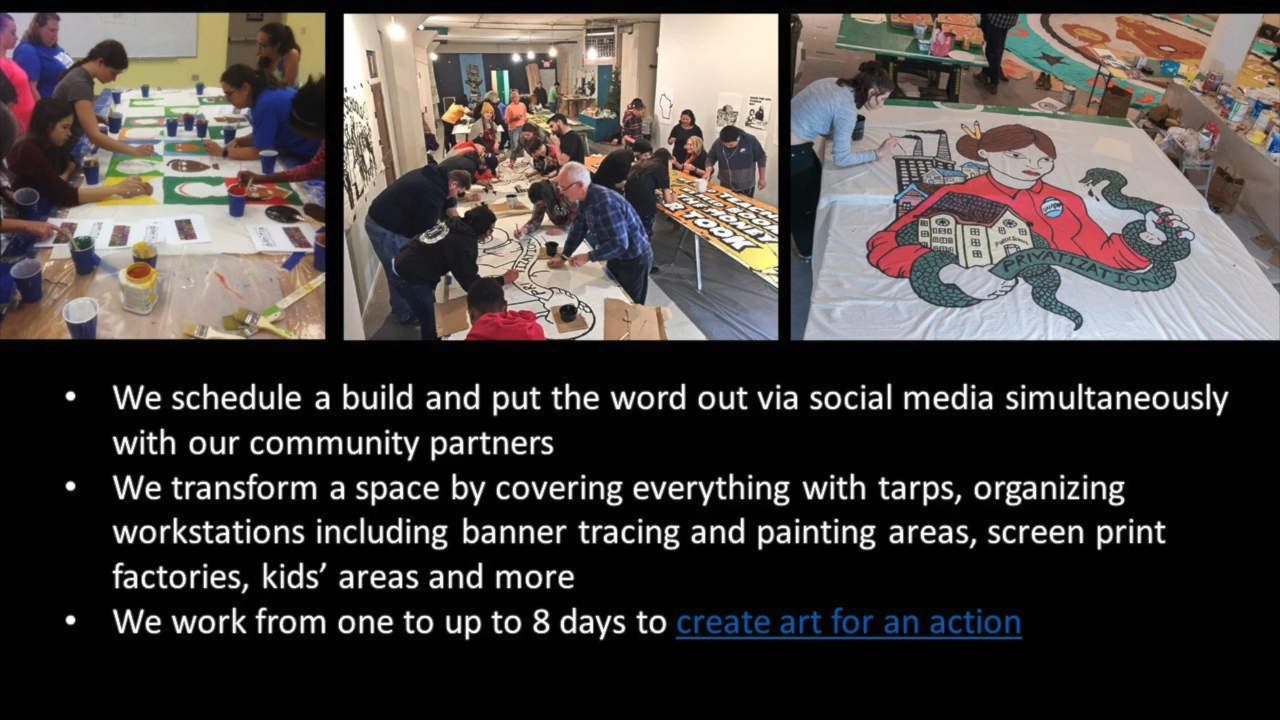 PRIVATIZATION
• We schedule a build and put the word out via social media simultaneously
with our community partners
• We transform a space by covering everything with tarps, organizing
workstations including banner tracing and painting areas, screen print
factories, kids’ areas and more
• We work from one to up to 8 days to create art for an action